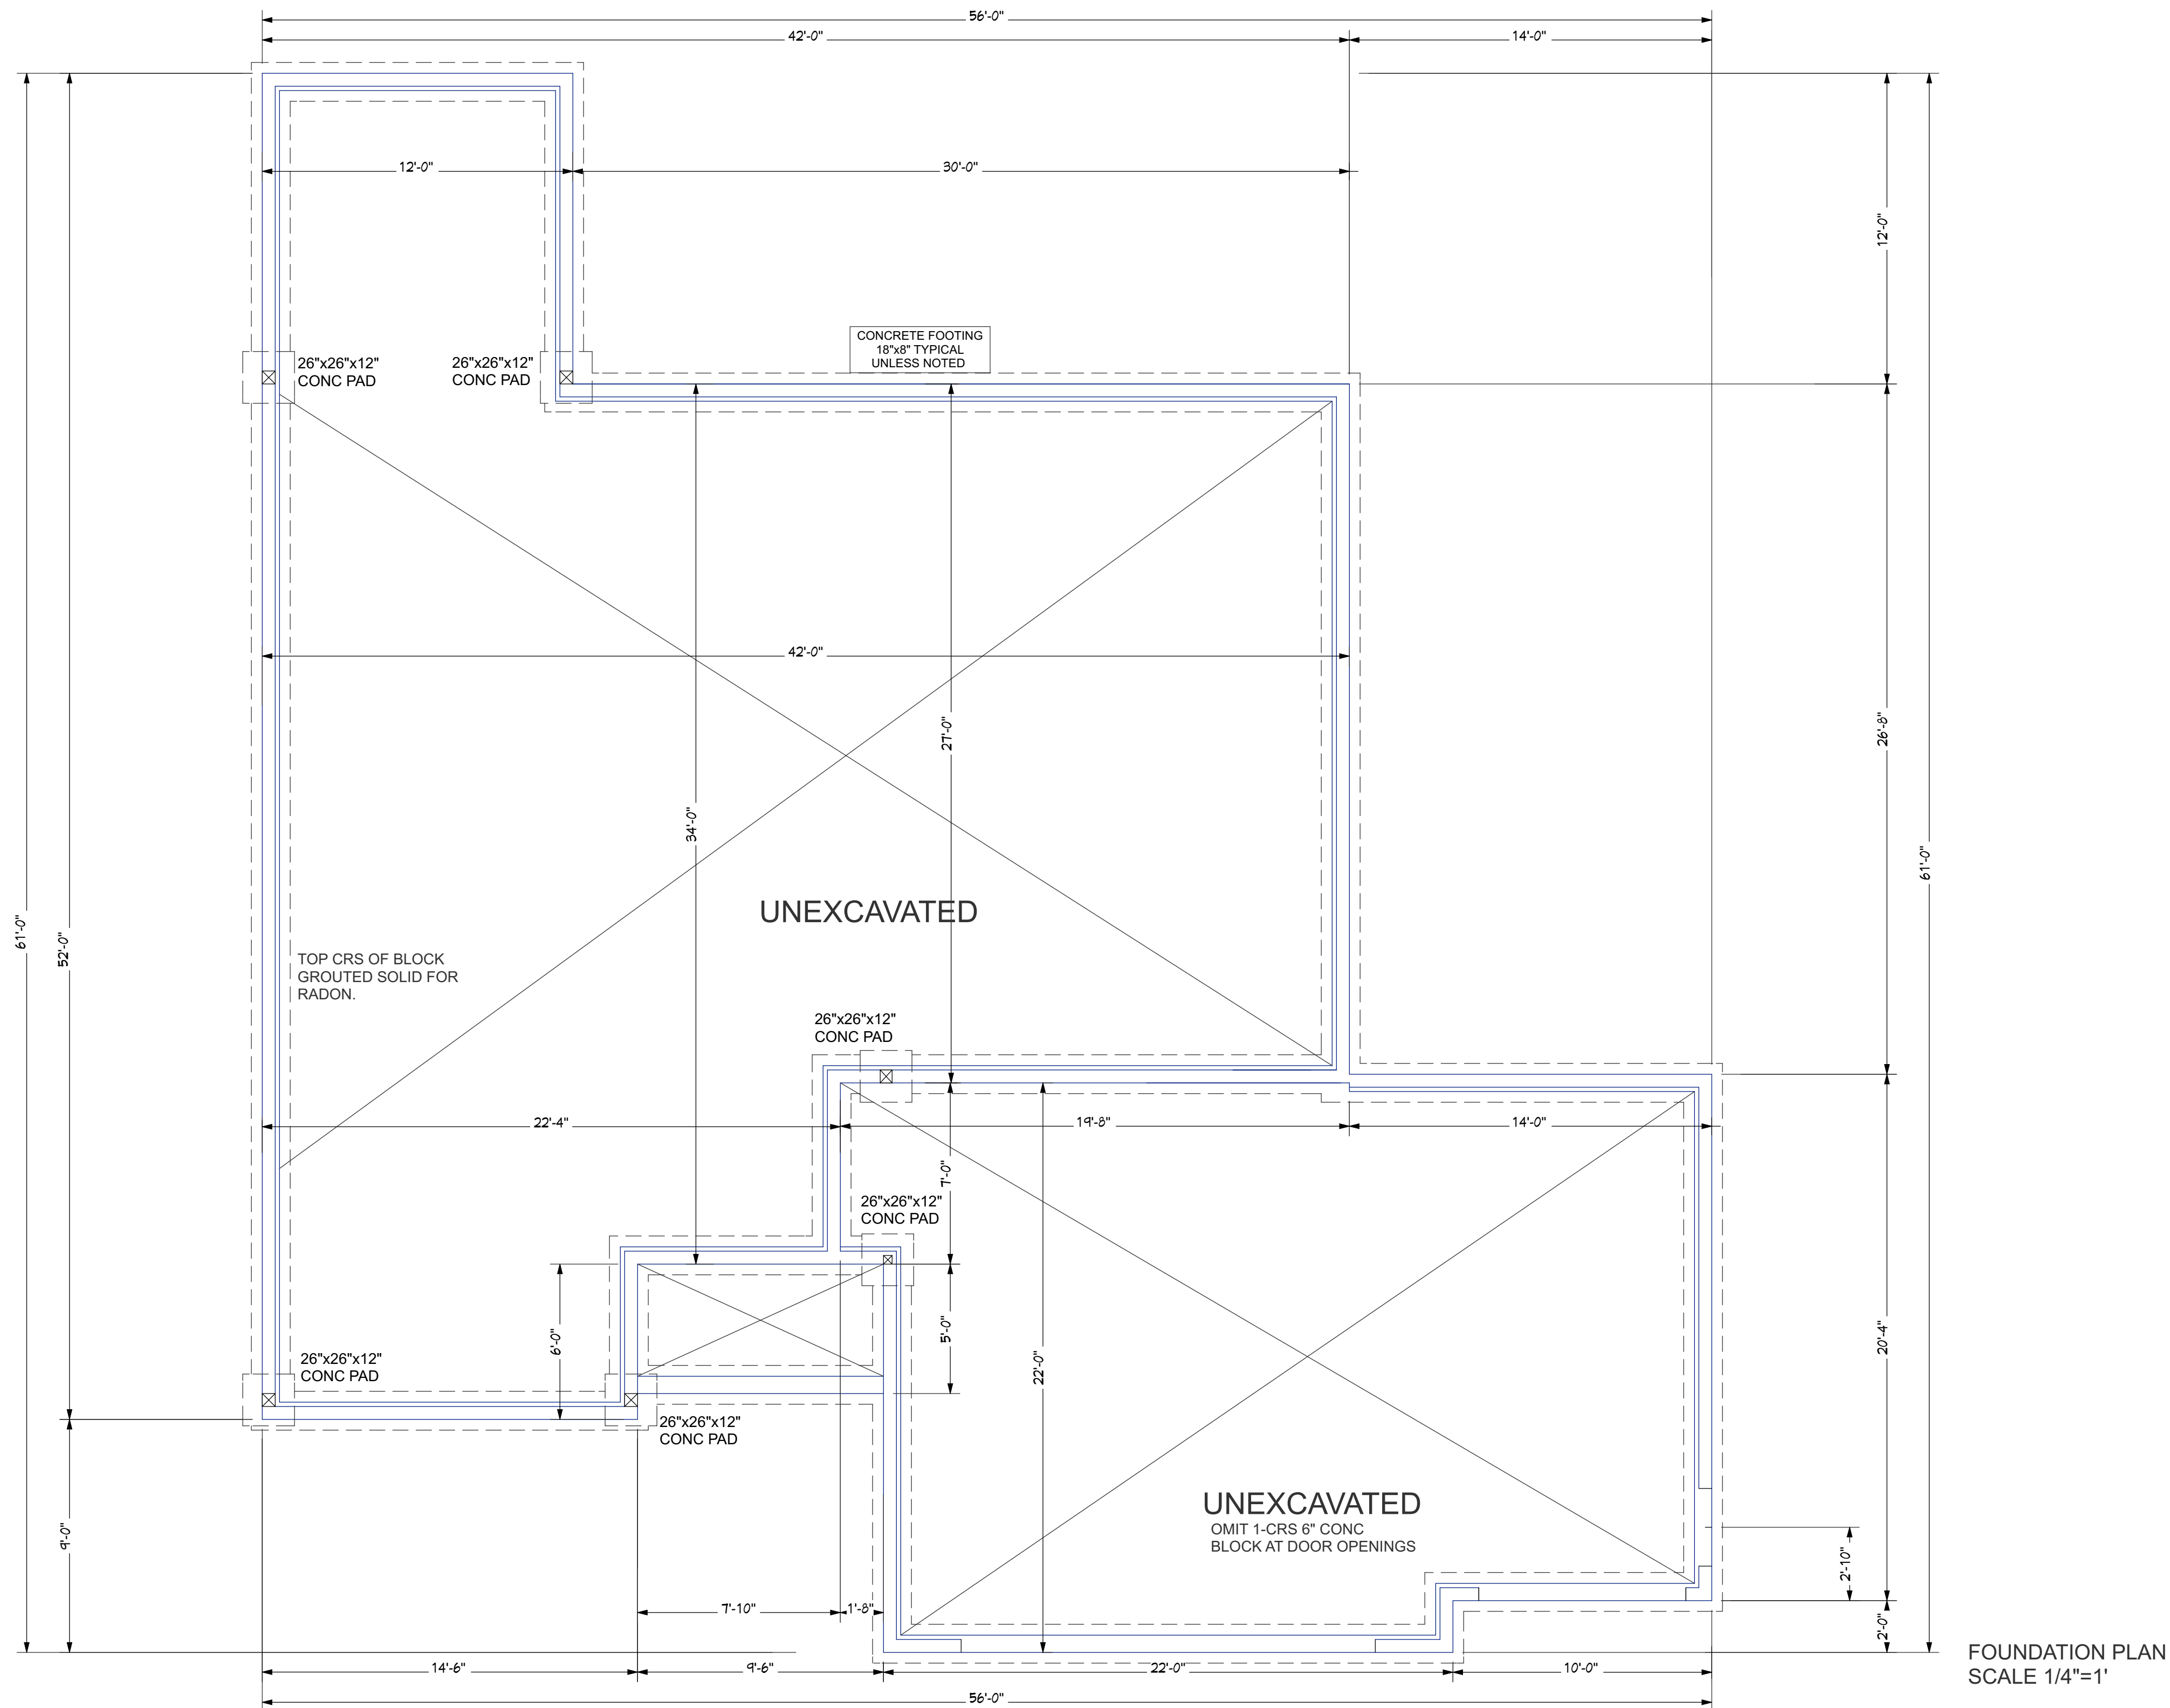 56'-0"
42'-0"
14'-0"
12'-0"
30'-0"
12'-0"
CONCRETE FOOTING
18"x8" TYPICAL
UNLESS NOTED
26"x26"x12"
CONC PAD
26"x26"x12"
CONC PAD
42'-0"
27'-0"
26'-8"
34'-0"
61'-0"
UNEXCAVATED
61'-0"
52'-0"
TOP CRS OF BLOCK
GROUTED SOLID FOR
RADON.
26"x26"x12"
CONC PAD
22'-4"
19'-8"
14'-0"
7'-0"
26"x26"x12"
CONC PAD
6'-0"
5'-0"
22'-0"
20'-4"
26"x26"x12"
CONC PAD
26"x26"x12"
CONC PAD
UNEXCAVATED
OMIT 1-CRS 6" CONC
BLOCK AT DOOR OPENINGS
9'-0"
2'-10"
7'-10"
1'-8"
2'-0"
14'-6"
9'-6"
22'-0"
10'-0"
56'-0"
FOUNDATION PLAN
SCALE 1/4"=1'